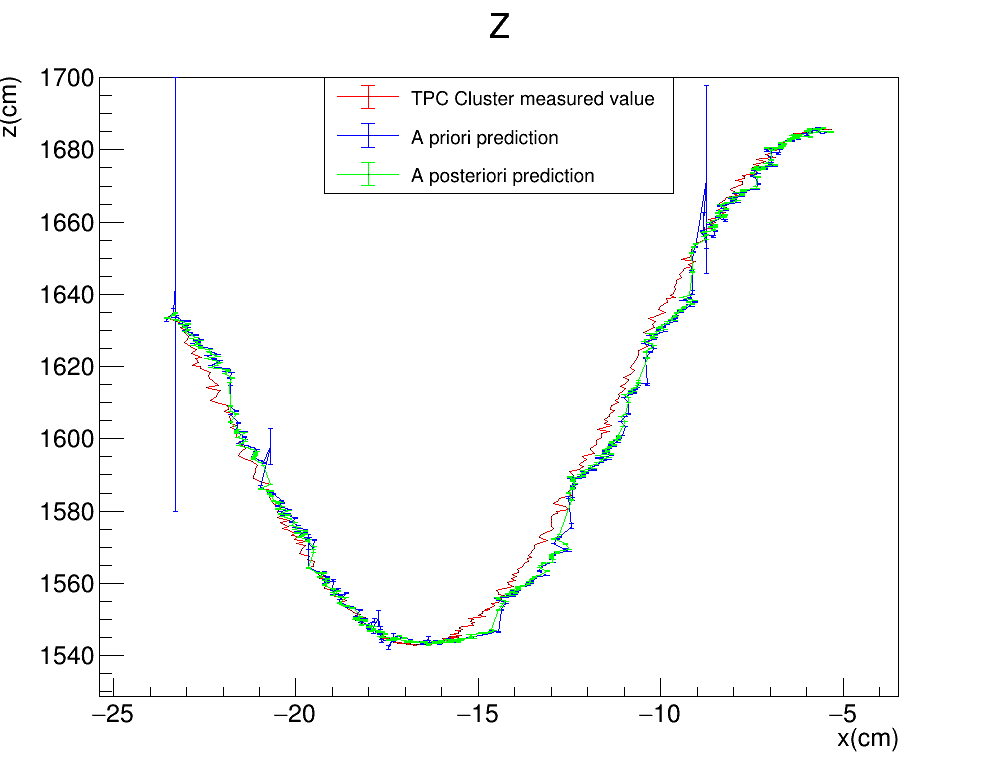 Z
z(cm)
1700
1680
1660
1640
1620
1600
1580
1560
1540
TPC Cluster measured value
A priori prediction
A posteriori prediction
−25
−20
−15
−10
−5
x(cm)